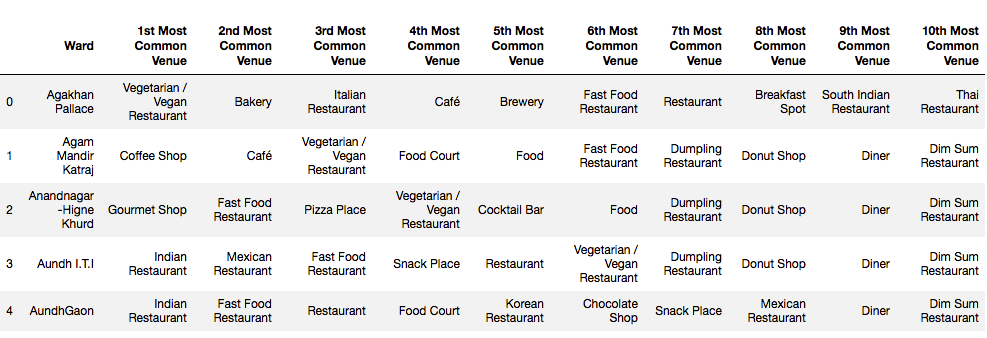 Ward 1st Most Common Venue 2nd Most Common Venue 3rd Most Common Venue 4th Most Common Venue 5th Most Common Venue 6th Most Common Venue 7th Most Common Venue 8th Most Common Venue 9th Most Common Venue 10th Most Common Venue
0 Agakhan Pallace Vegetarian / Vegan Restaurant Bakery Italian Restaurant Café Brewery Fast Food Restaurant Restaurant Breakfast Spot South Indian Restaurant Thai Restaurant
1 Agam Mandir Katraj Coffee Shop Café Vegetarian / Vegan Restaurant Food Court Food Fast Food Restaurant Dumpling Restaurant Donut Shop Diner Dim Sum Restaurant
2 Anandnagar -Higne Khurd Gourmet Shop Fast Food Restaurant Pizza Place Vegetarian / Vegan Restaurant Cocktail Bar Food Dumpling Restaurant Donut Shop Diner Dim Sum Restaurant
3 Aundh I.T.I Indian Restaurant Mexican Restaurant Fast Food Restaurant Snack Place Restaurant Vegetarian / Vegan Restaurant Dumpling Restaurant Donut Shop Diner Dim Sum Restaurant
4 AundhGaon Indian Restaurant Fast Food Restaurant Restaurant Food Court Korean Restaurant Chocolate Shop Snack Place Mexican Restaurant Diner Dim Sum Restaurant